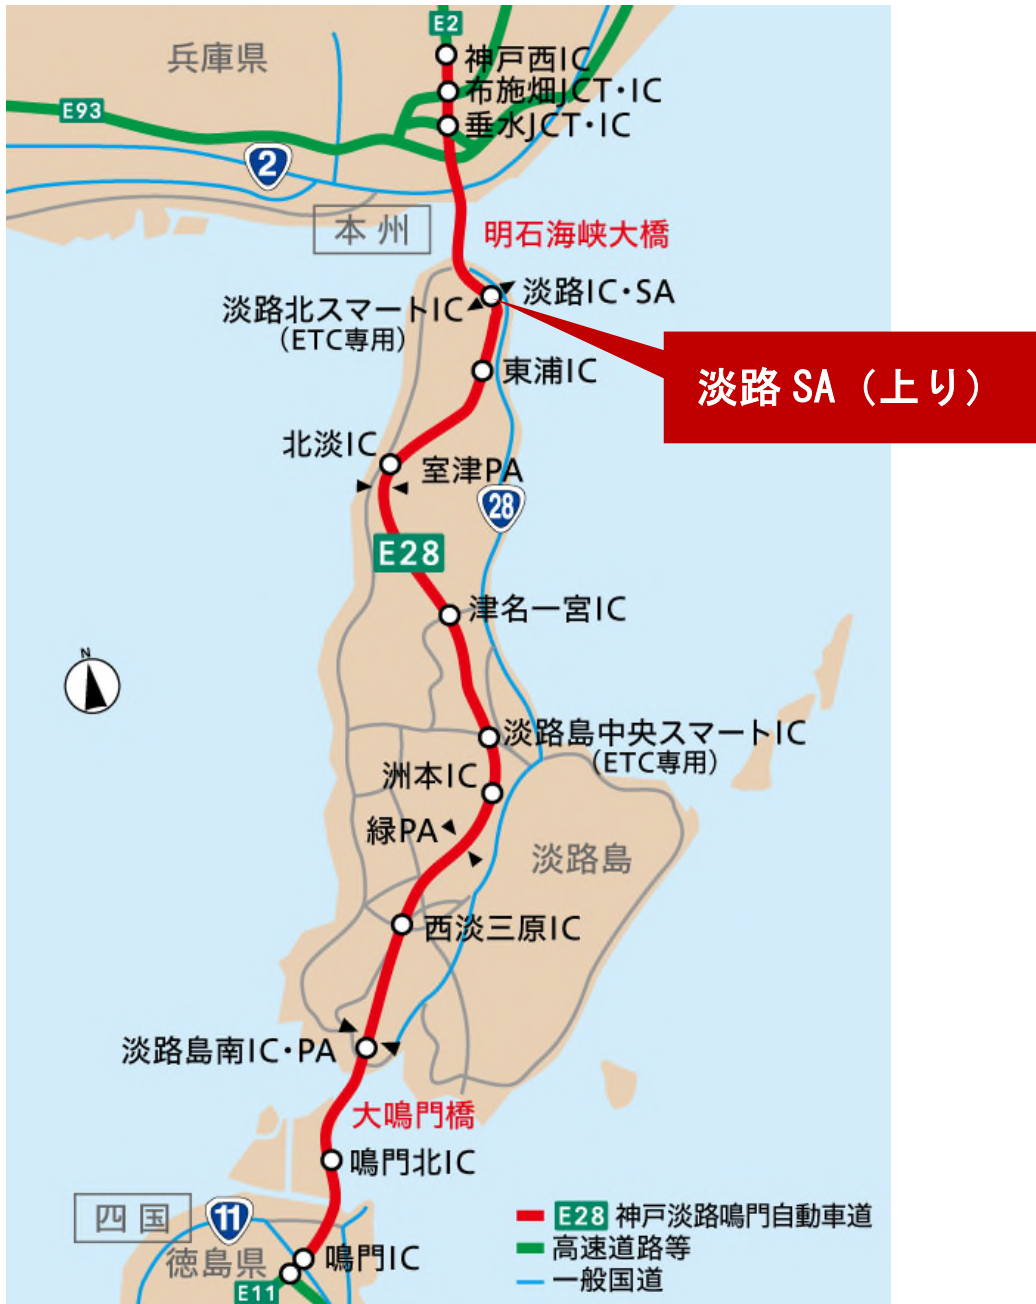 E2
兵庫県
神戸西IC
布施畑JCT・IC
E93
垂水JCT・IC
2
本州
明石海峡大橋
淡路IC・SA
淡路北スマートIC
(ETC専用)
東浦IC
淡路SA（上り）
北淡IC
室津PA
28
E28
津名一宮IC
N
淡路島中央スマートIC
(ETC専用)
洲本IC
緑PA
淡路島
西淡三原IC
淡路島南IC・PA
大鳴門橋
鳴門北IC
四国
11
徳島県
鳴門IC
E11
E28 神戸淡路鳴門自動車道
高速道路等
一般国道